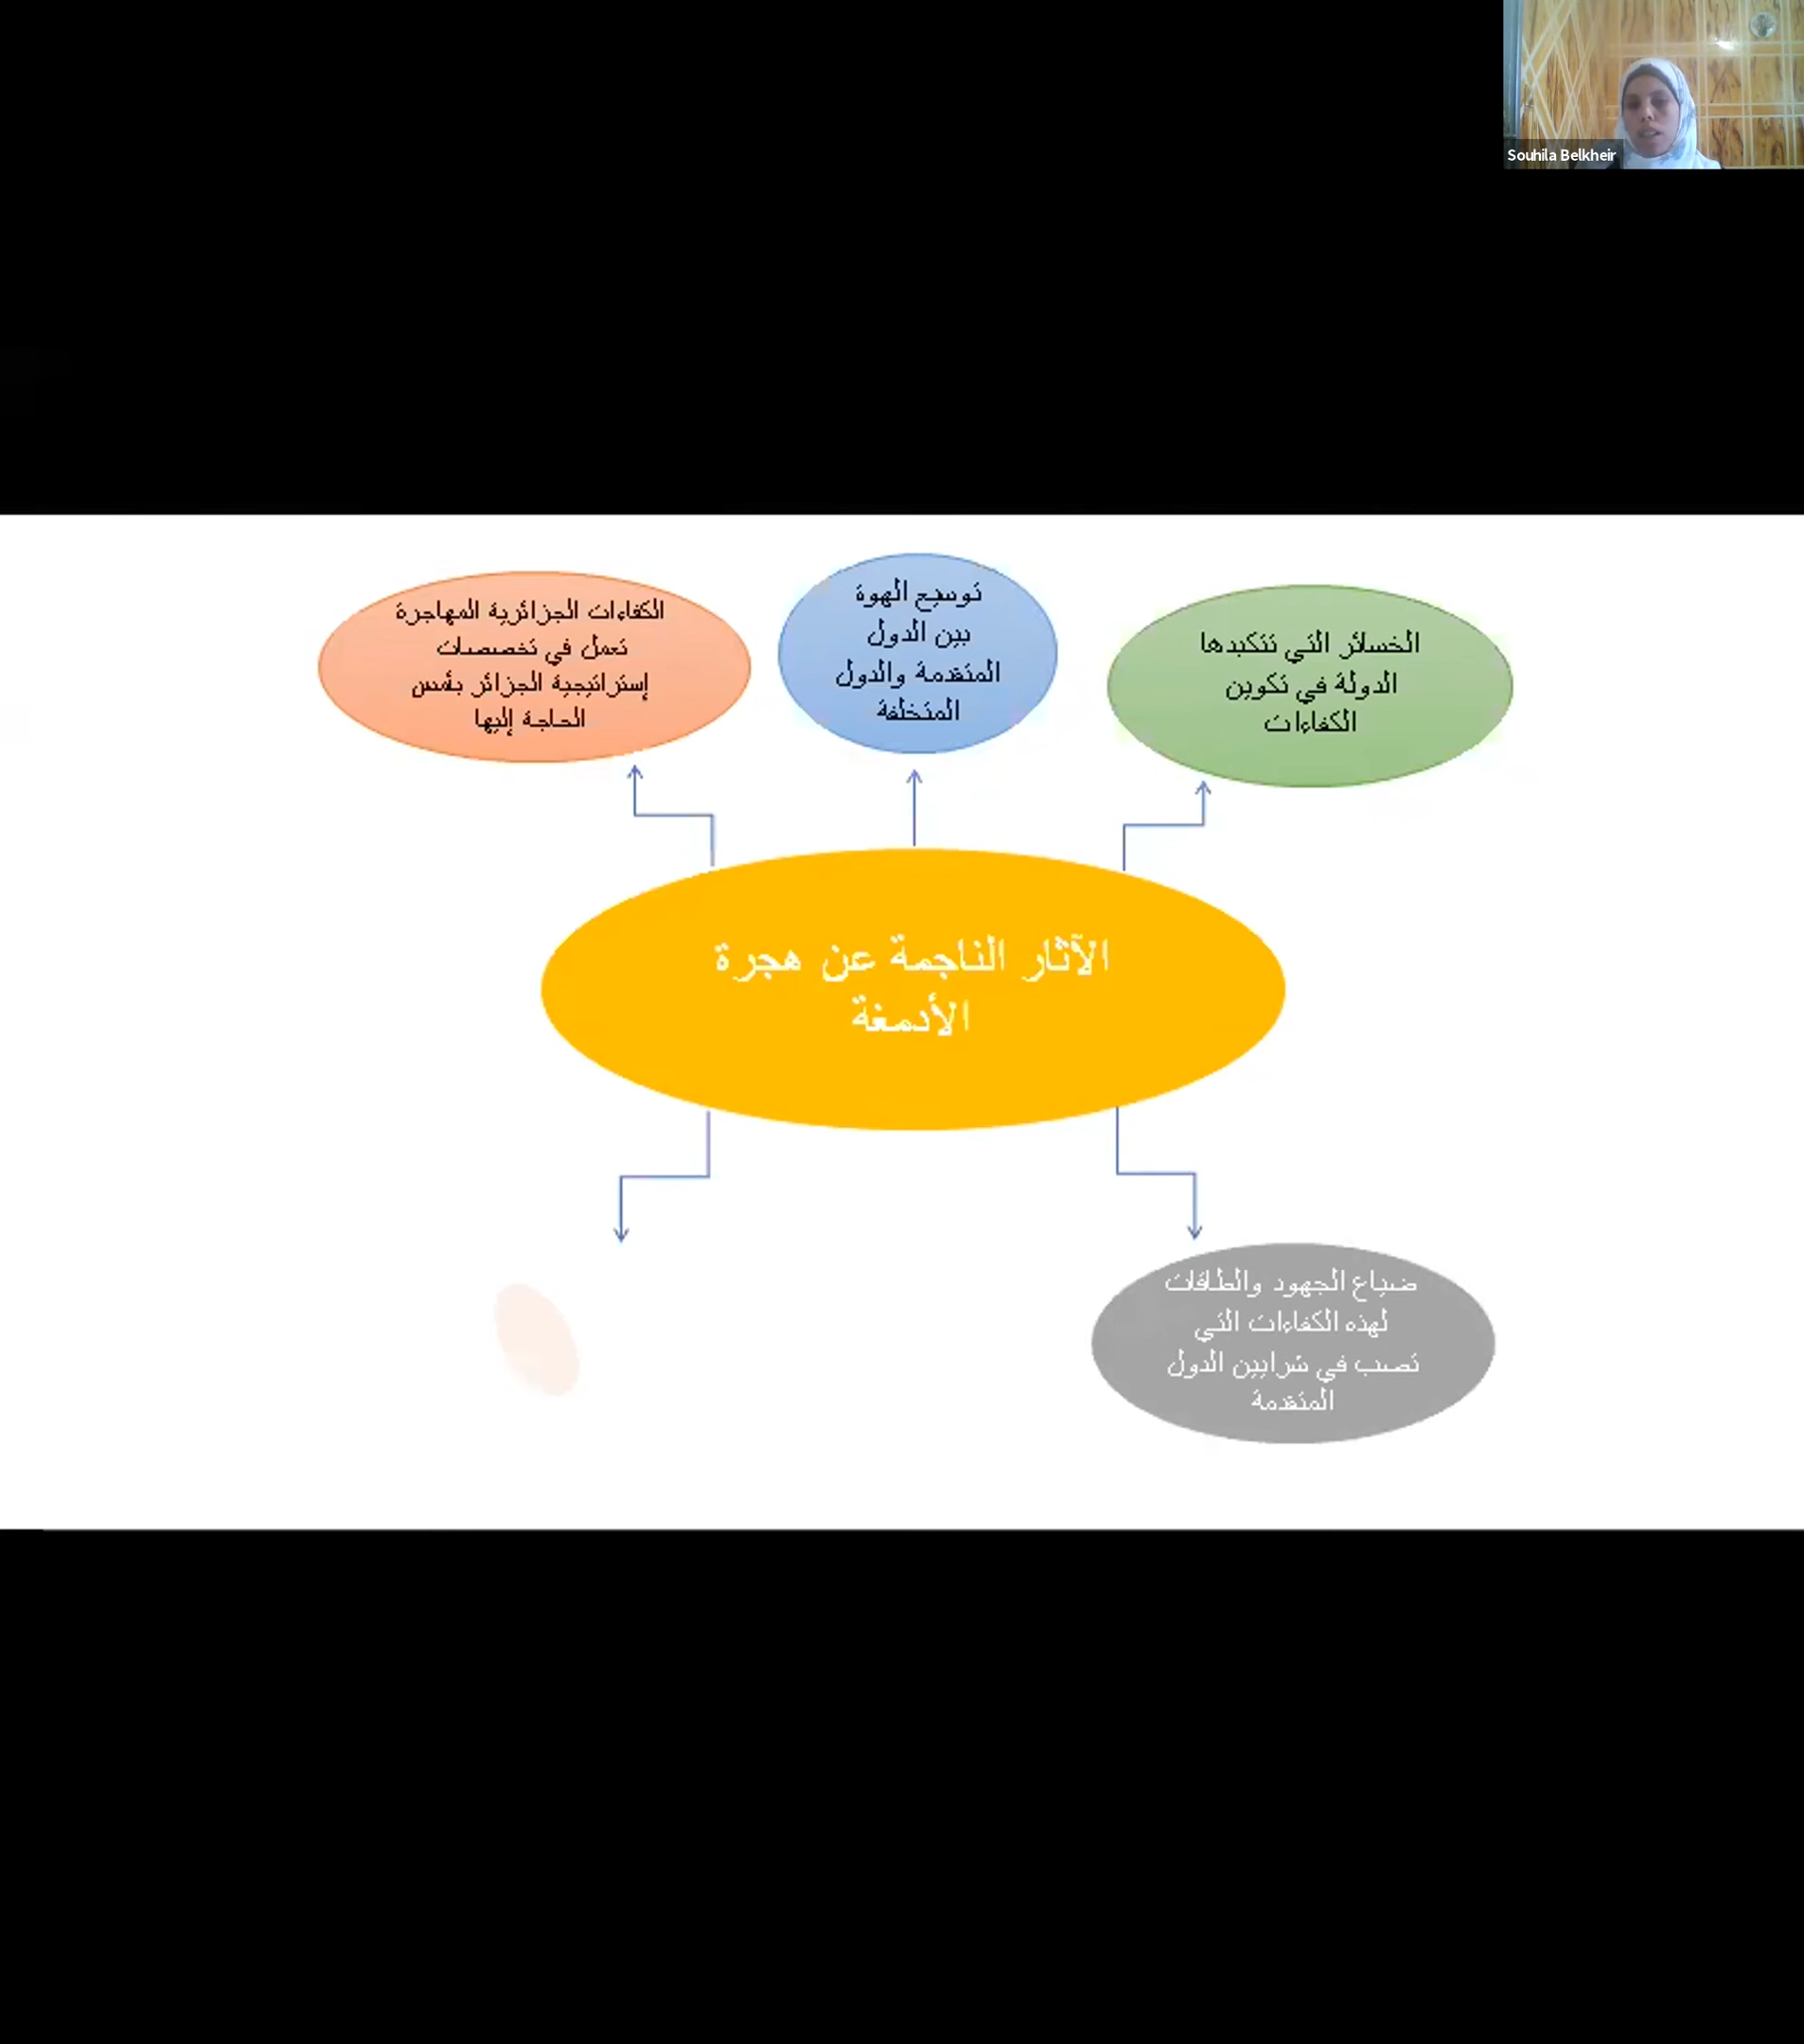 Souhila Belkheir
الخسائر التي تتكبدها
الدولة في تكوين
الكفاءات
توسيع الهوة
بين الدول
المتقدمة والدول
المتخلفة
الكفاءات الجزائرية المهاجرة
تعمل في تخصصات
إستراتيجية الجزائر بأمس
الحاجة إليها
الآثار الناجمة عن هجرة
الأدمغة
ضياع الجهود والطاقات
لهذه الكفاءات التي
تصب في شرايين الدول
المتقدمة